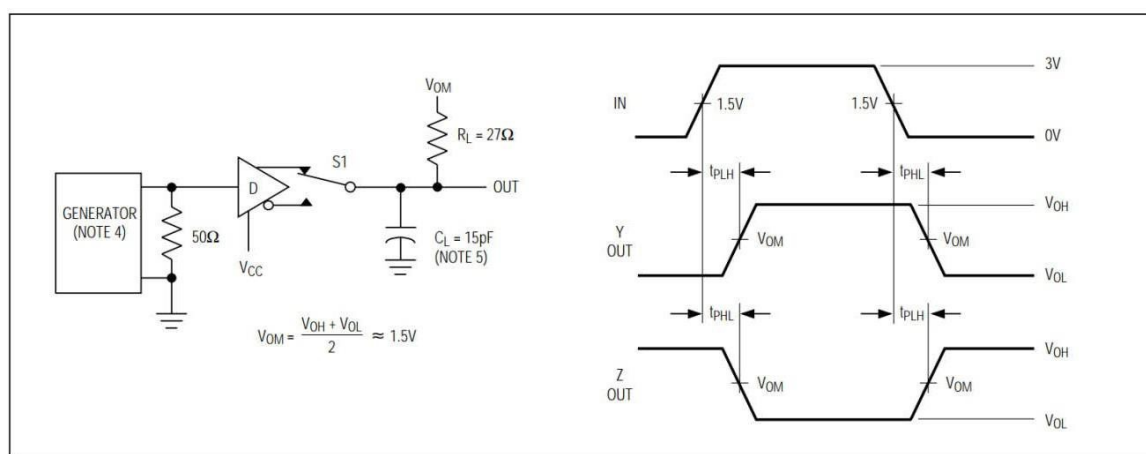 GENERATOR
(NOTE 4)
50Ω
D
VCC
S1
VOM
RL = 27Ω
OUT
CL = 15pF
(NOTE 5)
VOM = VOH + VOL / 2 ≈ 1.5V
IN
1.5V
1.5V
3V
0V
tPLH
tPHL
Y
OUT
VOM
VOM
VOH
VOL
tPHL
tPLH
Z
OUT
VOM
VOM
VOH
VOL